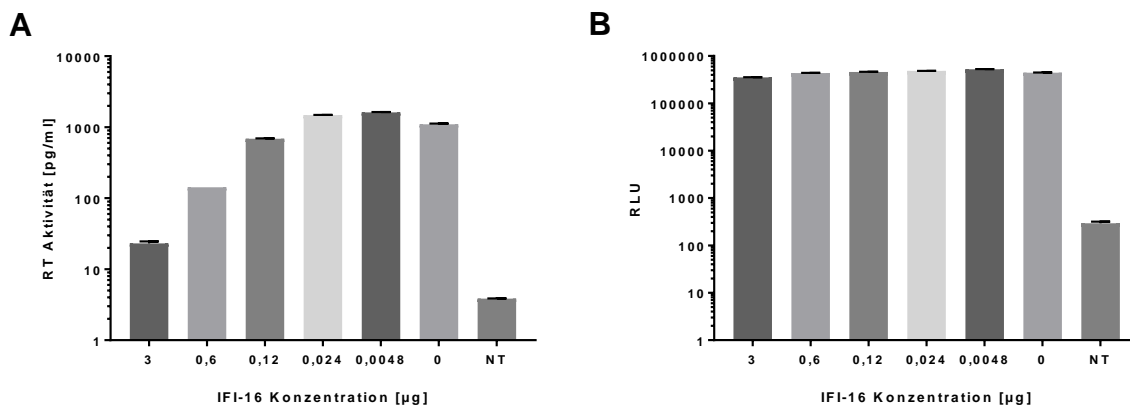 A
RT Aktivität [pg/ml]
10000
1000
100
10
1
3 0,6 0,12 0,024 0,0048 0 NT
IFI-16 Konzentration [µg]
B
RLU
1000000
100000
10000
1000
100
10
1
3 0,6 0,12 0,024 0,0048 0 NT
IFI-16 Konzentration [µg]